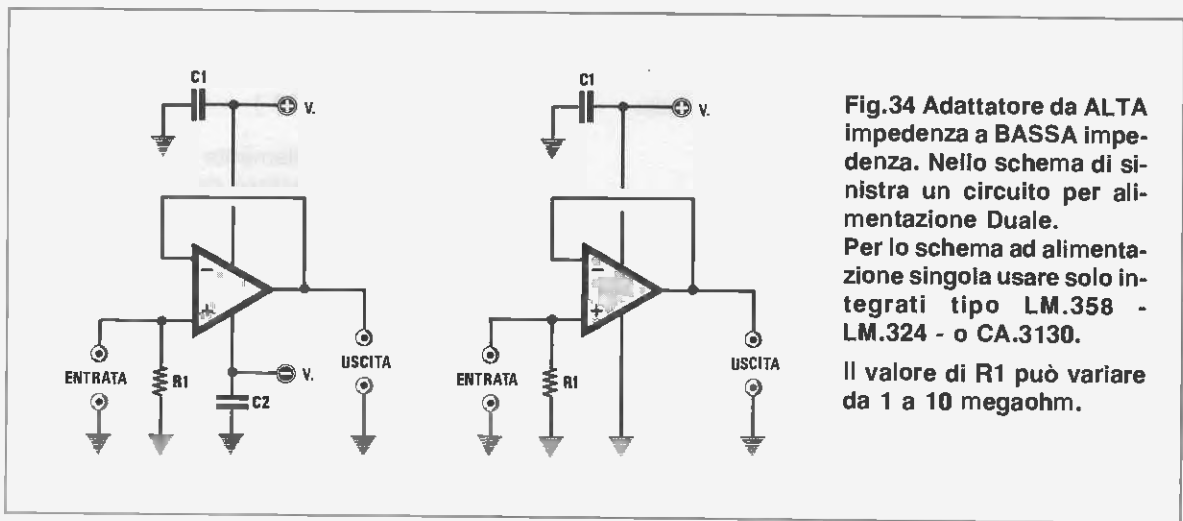 C1
V.
−
+
ENTRATA
R1
V.
C2
USCITA
C1
V.
−
+
ENTRATA
R1
USCITA
Fig.34 Adattatore da ALTA
impedenza a BASSA impe-
denza. Nello schema di si-
nistra un circuito per ali-
mentazione Duale.
Per lo schema ad alimenta-
zione singola usare solo in-
tegrati tipo LM.358 -
LM.324 - o CA.3130.
Il valore di R1 può variare
da 1 a 10 megaohm.